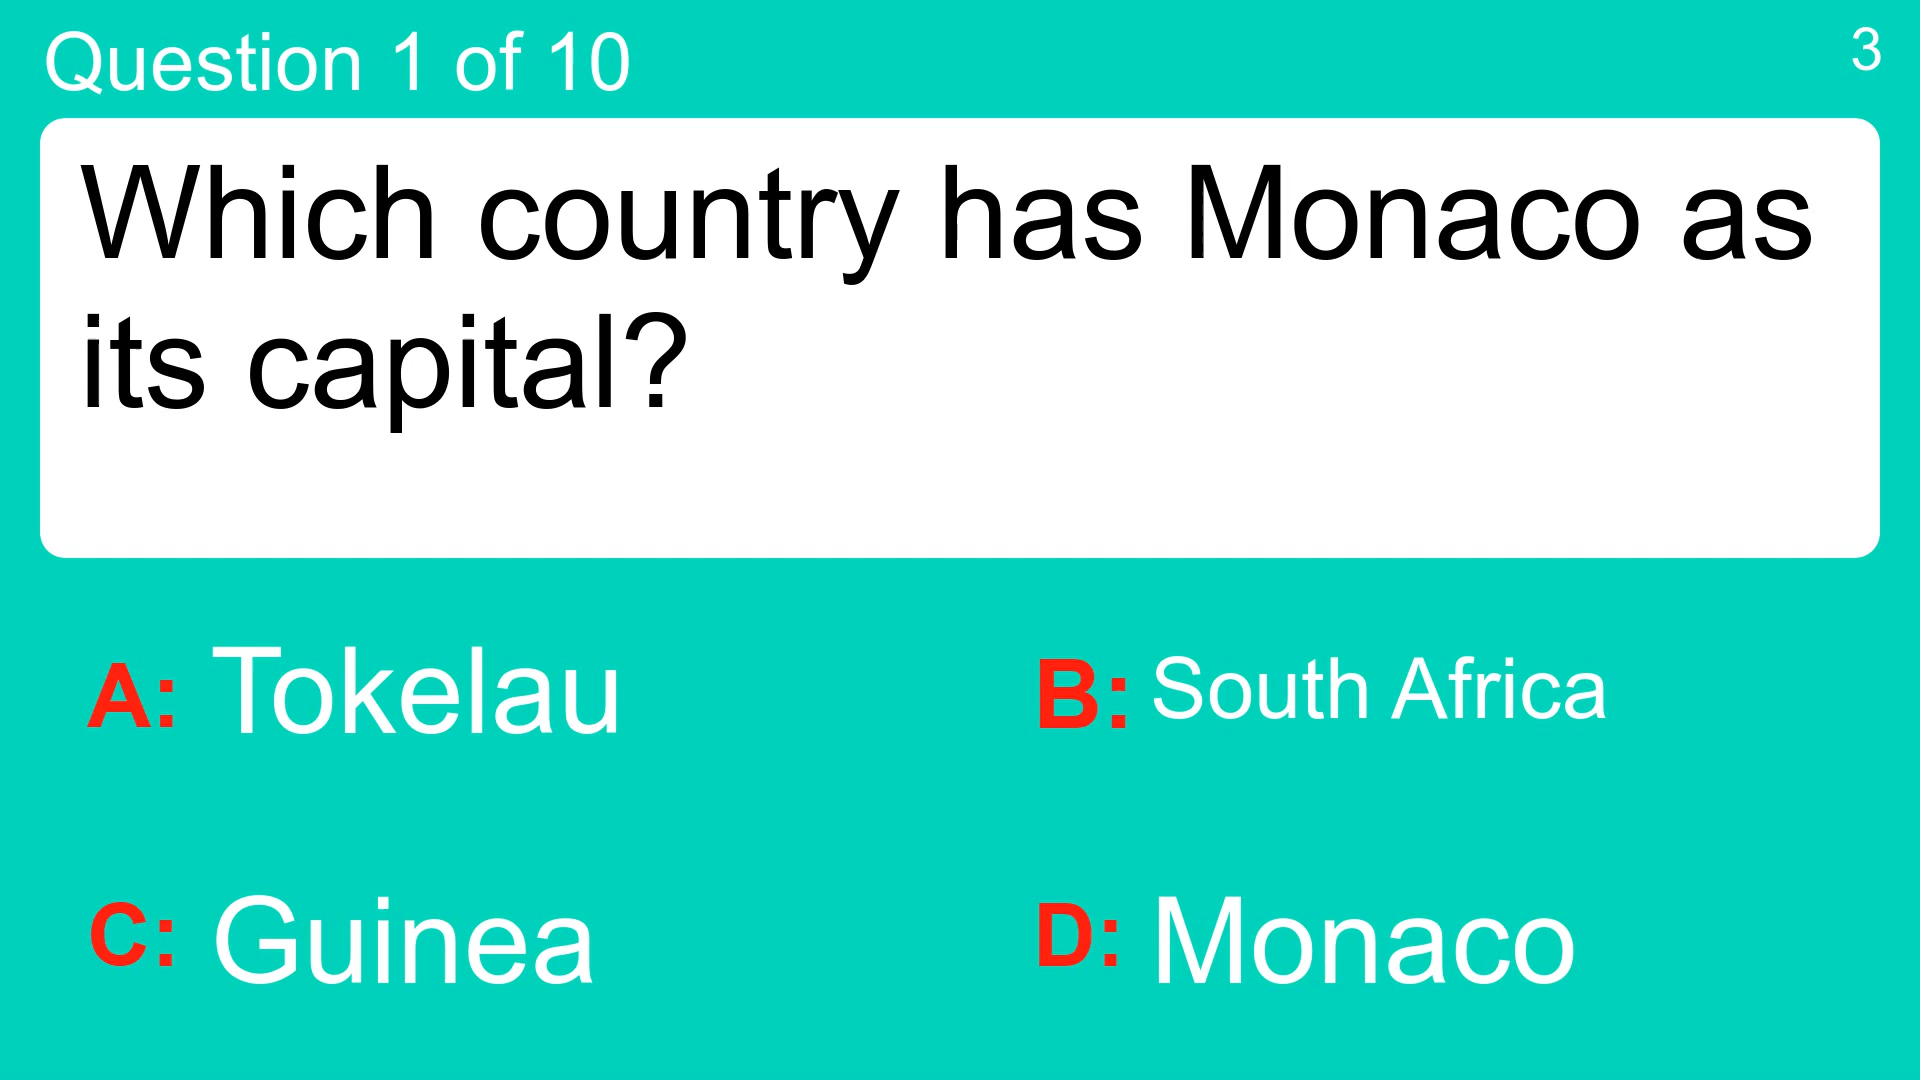 Question 1 of 10
3
Which country has Monaco as
its capital?
A: Tokelau
B: South Africa
C: Guinea
D: Monaco